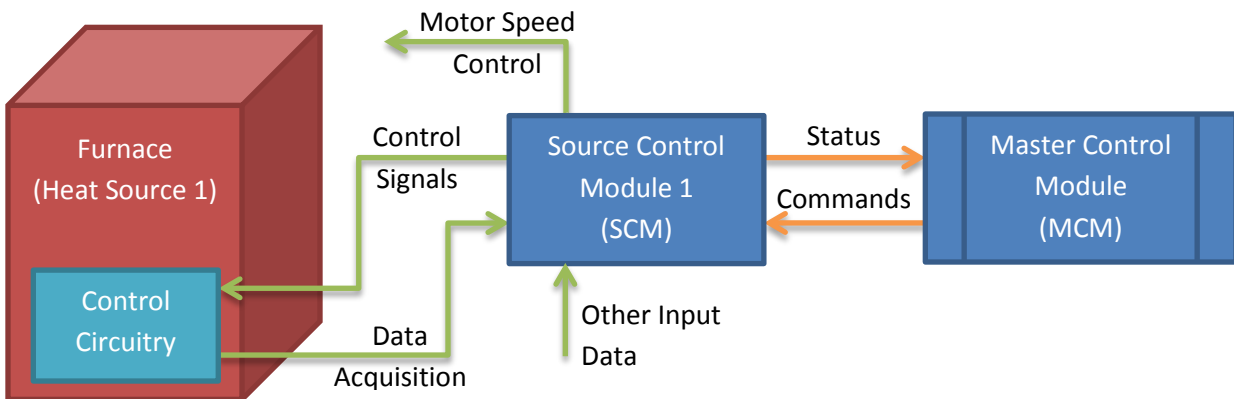 Motor Speed
Control
Furnace
(Heat Source 1)
Control
Signals
Source Control
Module 1
(SCM)
Status
Commands
Master Control
Module
(MCM)
Control
Circuitry
Data
Acquisition
Other Input
Data